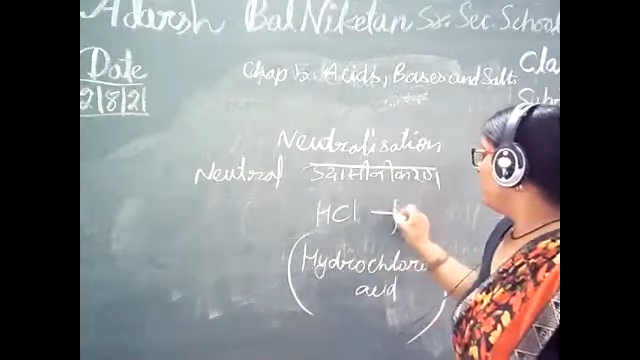 Adarsh Bal Niketan Sr. Sec. School
Date
2/8/21
Chap 5 Acids, Bases and Salt.
Cla
Neutralisation
Neutral उदासीनीकरण
HCl
(Hydrochloric
acid)